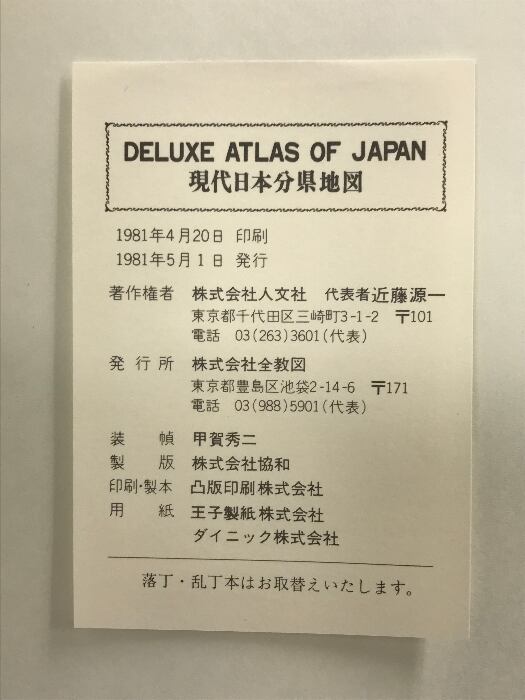 DELUXE ATLAS OF JAPAN
現代日本分県地図
1981年4月20日 印刷
1981年5月1日 発行
著作権者 株式会社人文社 代表者近藤源一
東京都千代田区三崎町3-1-2 〒101
電話 03(263)3601(代表)
発行所 株式会社全教図
東京都豊島区池袋2-14-6 〒171
電話 03(988)5901(代表)
装幀 甲賀秀二
製版 株式会社協和
印刷・製本 凸版印刷株式会社
用紙 王子製紙株式会社
ダイニック株式会社
落丁・乱丁本はお取替えいたします。